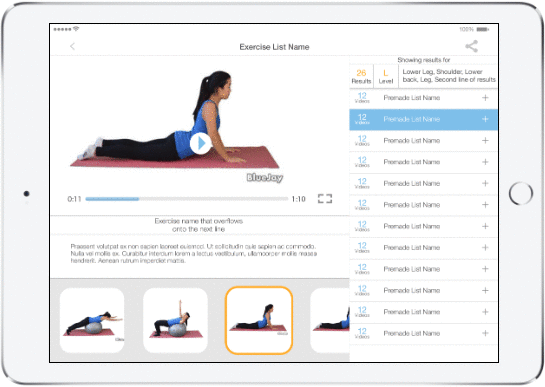 100%
Exercise List Name
BlueJay
0:11
1:10
Exercise name that overflows
onto the next line
Praesent volutpat ex non sapien laoreet euismod. Ut sollicitudin quis sapien ac commodo.
Nulla vel mollis ex. Curabitur interdum lorem a lectus vestibulum, ullamcorper mollis massa
hendrerit. Aenean rutrum imperdiet mattis.
Showing results for
26
Results
L
Level
Lower Leg, Shoulder, Lower
back, Leg, Second line of results
12
Videos
Premade List Name
12
Videos
Premade List Name
12
Videos
Premade List Name
12
Videos
Premade List Name
12
Videos
Premade List Name
12
Videos
Premade List Name
12
Videos
Premade List Name
12
Videos
Premade List Name
12
Videos
Premade List Name
12
Videos
Premade List Name
12
Videos
Premade List Name
12
Videos
Premade List Name